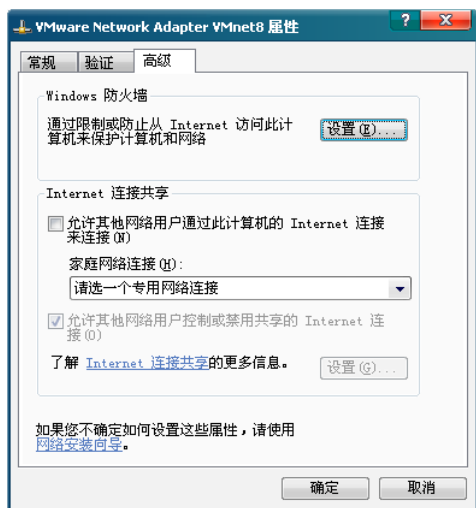 VMware Network Adapter VMnet8 属性
常规 验证 高级
Windows 防火墙
通过限制或防止从 Internet 访问此计
算机来保护计算机和网络
设置(E)...
Internet 连接共享
允许其他网络用户通过此计算机的 Internet 连接
来连接(N)
家庭网络连接(H):
请选一个专用网络连接
允许其他网络用户控制或禁用共享的 Internet 连
接(O)
了解 Internet 连接共享的更多信息。
设置(G)...
如果您不确定如何设置这些属性，请使用
网络安装向导。
确定 取消